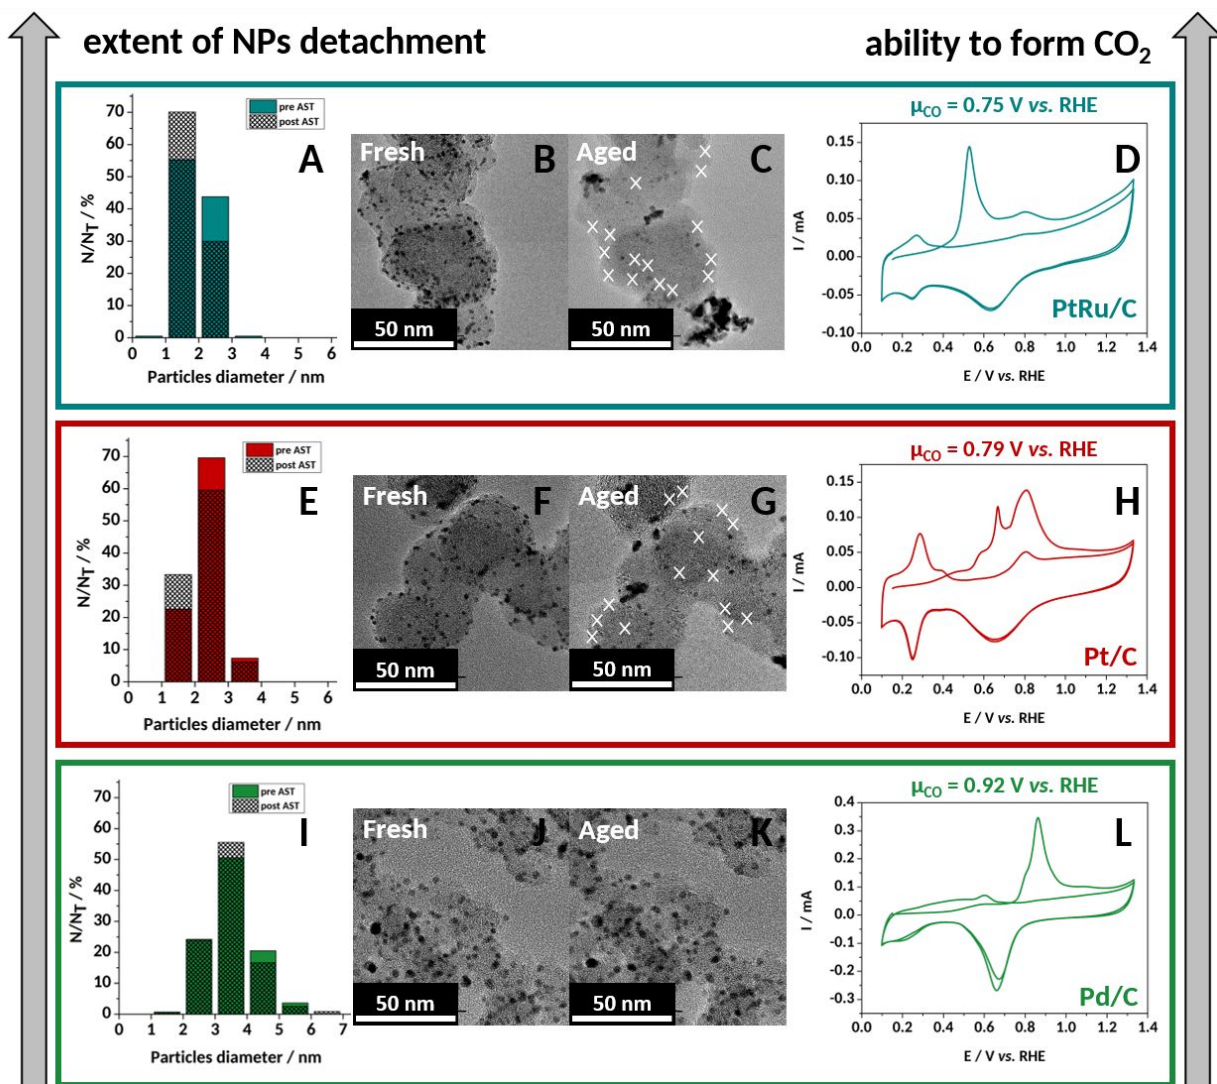 extent of NPs detachment
ability to form CO₂
μCO = 0.75 V vs. RHE
pre AST
post AST
A
N/NT / %
70
60
50
40
30
20
10
0
0 1 2 3 4 5 6
Particles diameter / nm
Fresh
B
50 nm
Aged
C
50 nm
D
I / mA
0.15
0.10
0.05
0.00
-0.05
-0.10
PtRu/C
0.0 0.2 0.4 0.6 0.8 1.0 1.2 1.4
E / V vs. RHE
μCO = 0.79 V vs. RHE
pre AST
post AST
E
N/NT / %
70
60
50
40
30
20
10
0
0 1 2 3 4 5 6
Particles diameter / nm
Fresh
F
50 nm
Aged
G
50 nm
H
I / mA
0.15
0.10
0.05
0.00
-0.05
-0.10
Pt/C
0.0 0.2 0.4 0.6 0.8 1.0 1.2 1.4
E / V vs. RHE
μCO = 0.92 V vs. RHE
pre AST
post AST
I
N/NT / %
70
60
50
40
30
20
10
0
0 1 2 3 4 5 6 7
Particles diameter / nm
Fresh
J
50 nm
Aged
K
50 nm
L
I / mA
0.4
0.3
0.2
0.1
0.0
-0.1
-0.2
-0.3
Pd/C
0.0 0.2 0.4 0.6 0.8 1.0 1.2 1.4
E / V vs. RHE